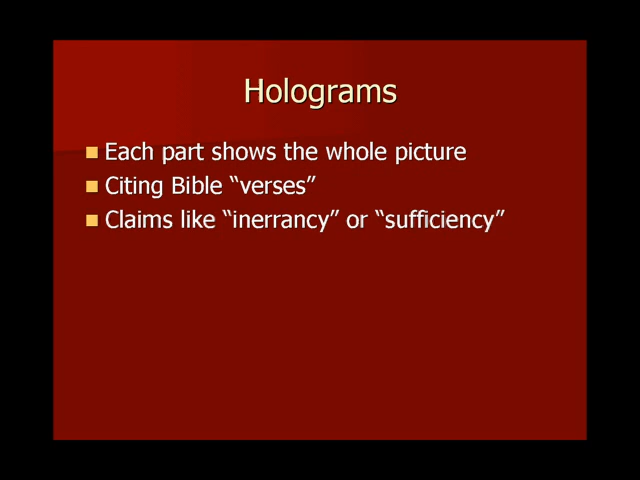 Holograms
Each part shows the whole picture
Citing Bible “verses”
Claims like “inerrancy” or “sufficiency”